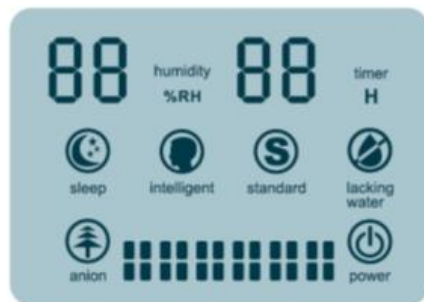 88 humidity %RH 88 timer H
sleep intelligent standard lacking water
anion power